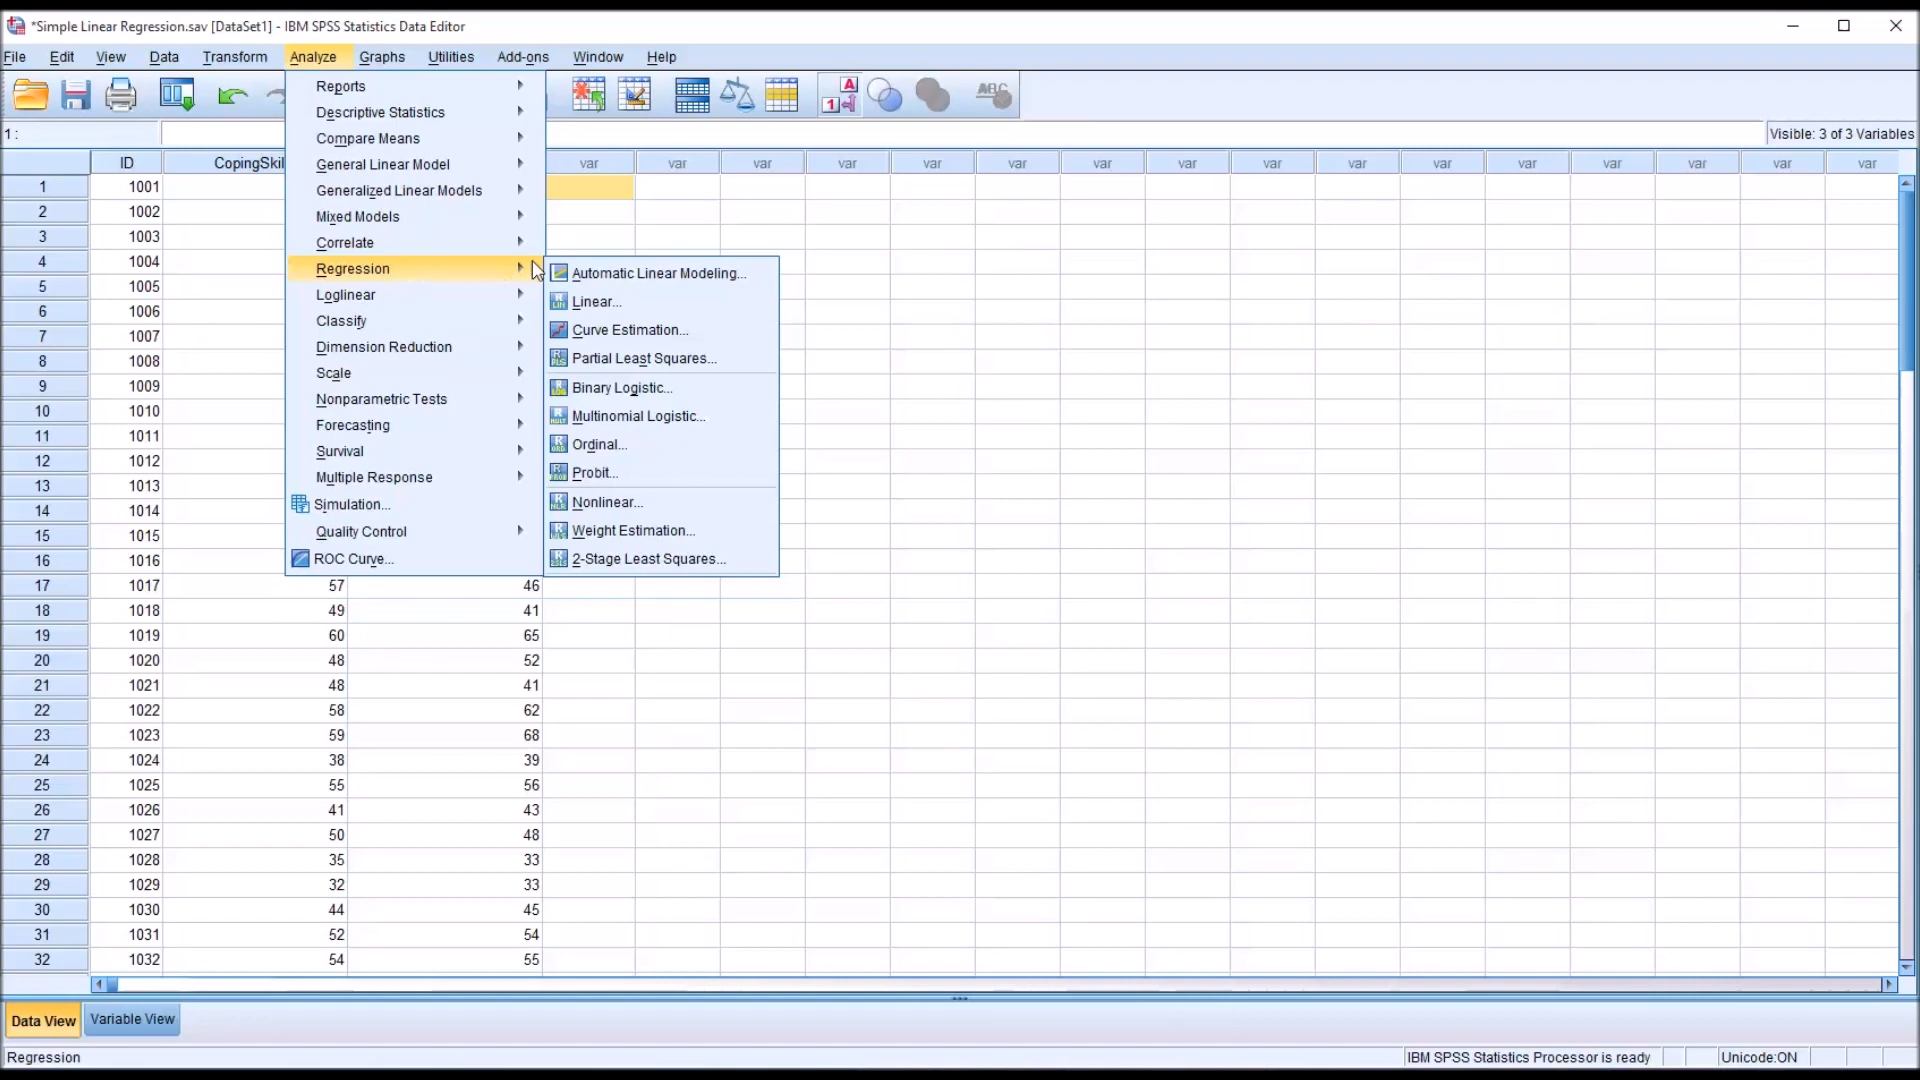 *Simple Linear Regression.sav [DataSet1] - IBM SPSS Statistics Data Editor
File Edit View Data Transform Analyze Graphs Utilities Add-ons Window Help
1 :
Visible: 3 of 3 Variables
Reports
Descriptive Statistics
Compare Means
General Linear Model
Generalized Linear Models
Mixed Models
Correlate
Regression
Loglinear
Classify
Dimension Reduction
Scale
Nonparametric Tests
Forecasting
Survival
Multiple Response
Simulation...
Quality Control
ROC Curve...
Automatic Linear Modeling...
Linear...
Curve Estimation...
Partial Least Squares...
Binary Logistic...
Multinomial Logistic...
Ordinal...
Probit...
Nonlinear...
Weight Estimation...
2-Stage Least Squares...
A
1
ABC
ID CopingSkil var var var var var var var var var var var var var var var var
1 1001
2 1002
3 1003
4 1004
5 1005
6 1006
7 1007
8 1008
9 1009
10 1010
11 1011
12 1012
13 1013
14 1014
15 1015
16 1016
17 1017 57 46
18 1018 49 41
19 1019 60 65
20 1020 48 52
21 1021 48 41
22 1022 58 62
23 1023 59 68
24 1024 38 39
25 1025 55 56
26 1026 41 43
27 1027 50 48
28 1028 35 33
29 1029 32 33
30 1030 44 45
31 1031 52 54
32 1032 54 55
Data View Variable View
Regression
IBM SPSS Statistics Processor is ready
Unicode:ON